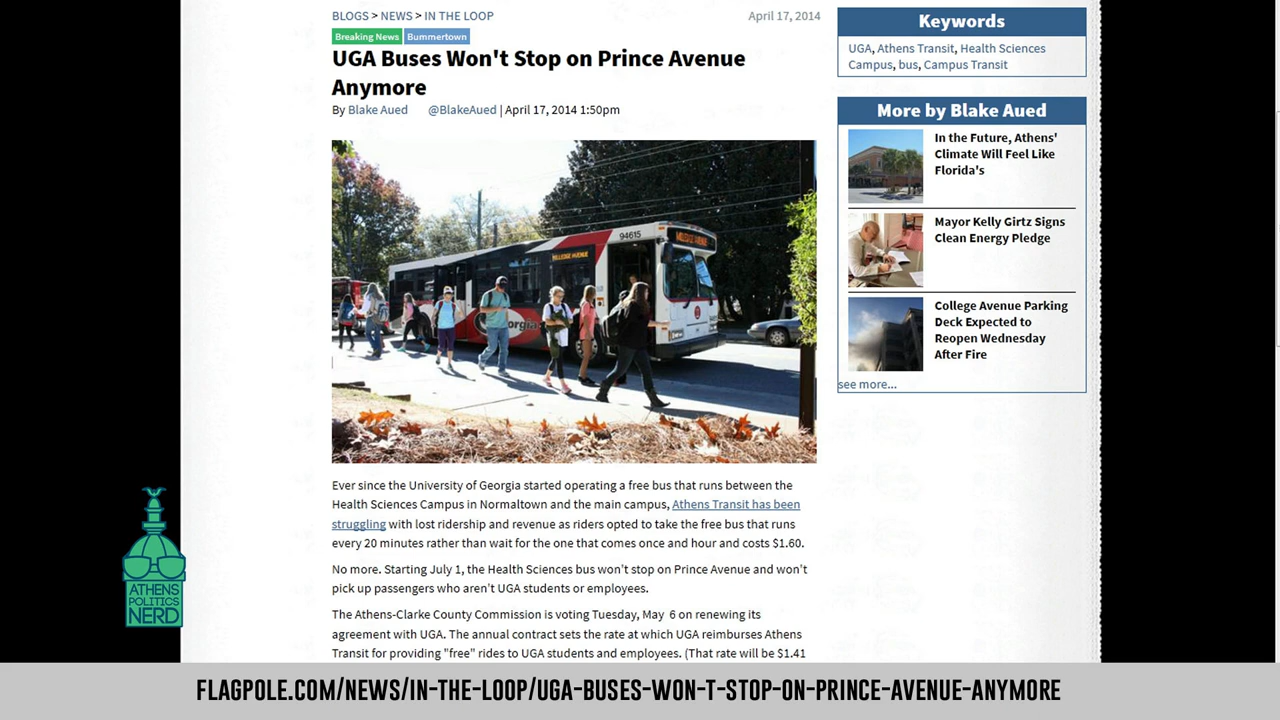 BLOGS > NEWS > IN THE LOOP
April 17, 2014
Breaking News
Bummertown
UGA Buses Won't Stop on Prince Avenue
Anymore
By Blake Aued @BlakeAued | April 17, 2014 1:50pm
94615
MILLEDGE AVENUE
Ever since the University of Georgia started operating a free bus that runs between the
Health Sciences Campus in Normaltown and the main campus, Athens Transit has been
struggling with lost ridership and revenue as riders opted to take the free bus that runs
every 20 minutes rather than wait for the one that comes once and hour and costs $1.60.
No more. Starting July 1, the Health Sciences bus won't stop on Prince Avenue and won't
pick up passengers who aren't UGA students or employees.
The Athens-Clarke County Commission is voting Tuesday, May 6 on renewing its
agreement with UGA. The annual contract sets the rate at which UGA reimburses Athens
Transit for providing "free" rides to UGA students and employees. (That rate will be $1.41
Keywords
UGA, Athens Transit, Health Sciences
Campus, bus, Campus Transit
More by Blake Aued
In the Future, Athens'
Climate Will Feel Like
Florida's
Mayor Kelly Girtz Signs
Clean Energy Pledge
College Avenue Parking
Deck Expected to
Reopen Wednesday
After Fire
see more...
ATHENS
POLITICS
NERD
FLAGPOLE.COM/NEWS/IN-THE-LOOP/UGA-BUSES-WON-T-STOP-ON-PRINCE-AVENUE-ANYMORE